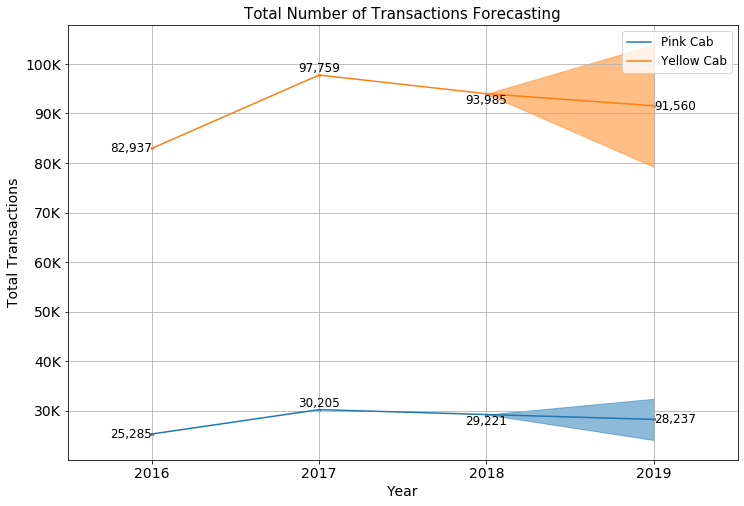 Total Number of Transactions Forecasting
Pink Cab
Yellow Cab
100K
90K
80K
70K
60K
50K
40K
30K
Total Transactions
82,937
97,759
93,985
91,560
25,285
30,205
29,221
28,237
2016
2017
2018
2019
Year